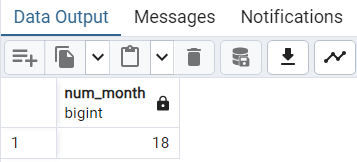 Data Output Messages Notifications
num_month
bigint
1 18